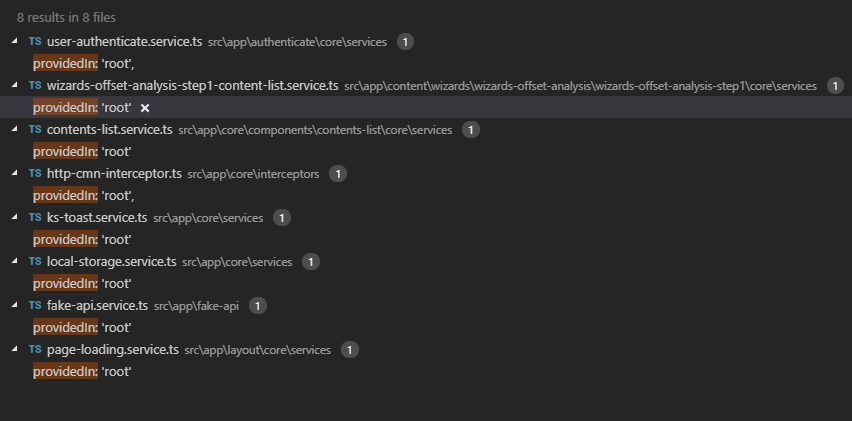 8 results in 8 files
TS user-authenticate.service.ts src\app\authenticate\core\services 1
providedIn: 'root',
TS wizards-offset-analysis-step1-content-list.service.ts src\app\content\wizards\wizards-offset-analysis\wizards-offset-analysis-step1\core\services 1
providedIn: 'root'
TS contents-list.service.ts src\app\core\components\contents-list\core\services 1
providedIn: 'root'
TS http-cmn-interceptor.ts src\app\core\interceptors 1
providedIn: 'root',
TS ks-toast.service.ts src\app\core\services 1
providedIn: 'root'
TS local-storage.service.ts src\app\core\services 1
providedIn: 'root'
TS fake-api.service.ts src\app\fake-api 1
providedIn: 'root'
TS page-loading.service.ts src\app\layout\core\services 1
providedIn: 'root'